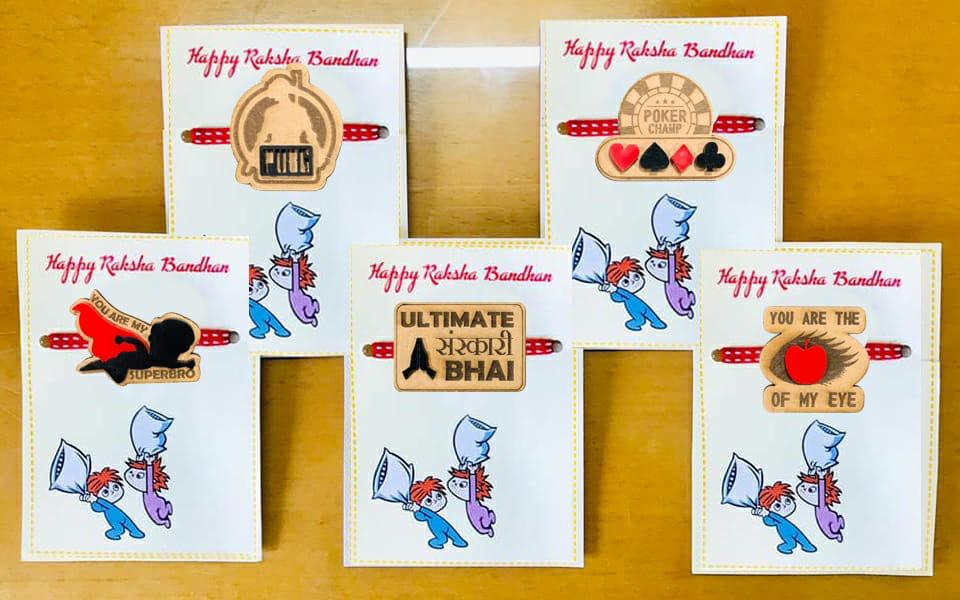 Happy Raksha Bandhan
PUBG
Happy Raksha Bandhan
POKER
CHAMP
Happy Raksha Bandhan
YOU ARE MY
SUPERBRO
Happy Raksha Bandhan
ULTIMATE
संस्कारी
BHAI
Happy Raksha Bandhan
YOU ARE THE
OF MY EYE